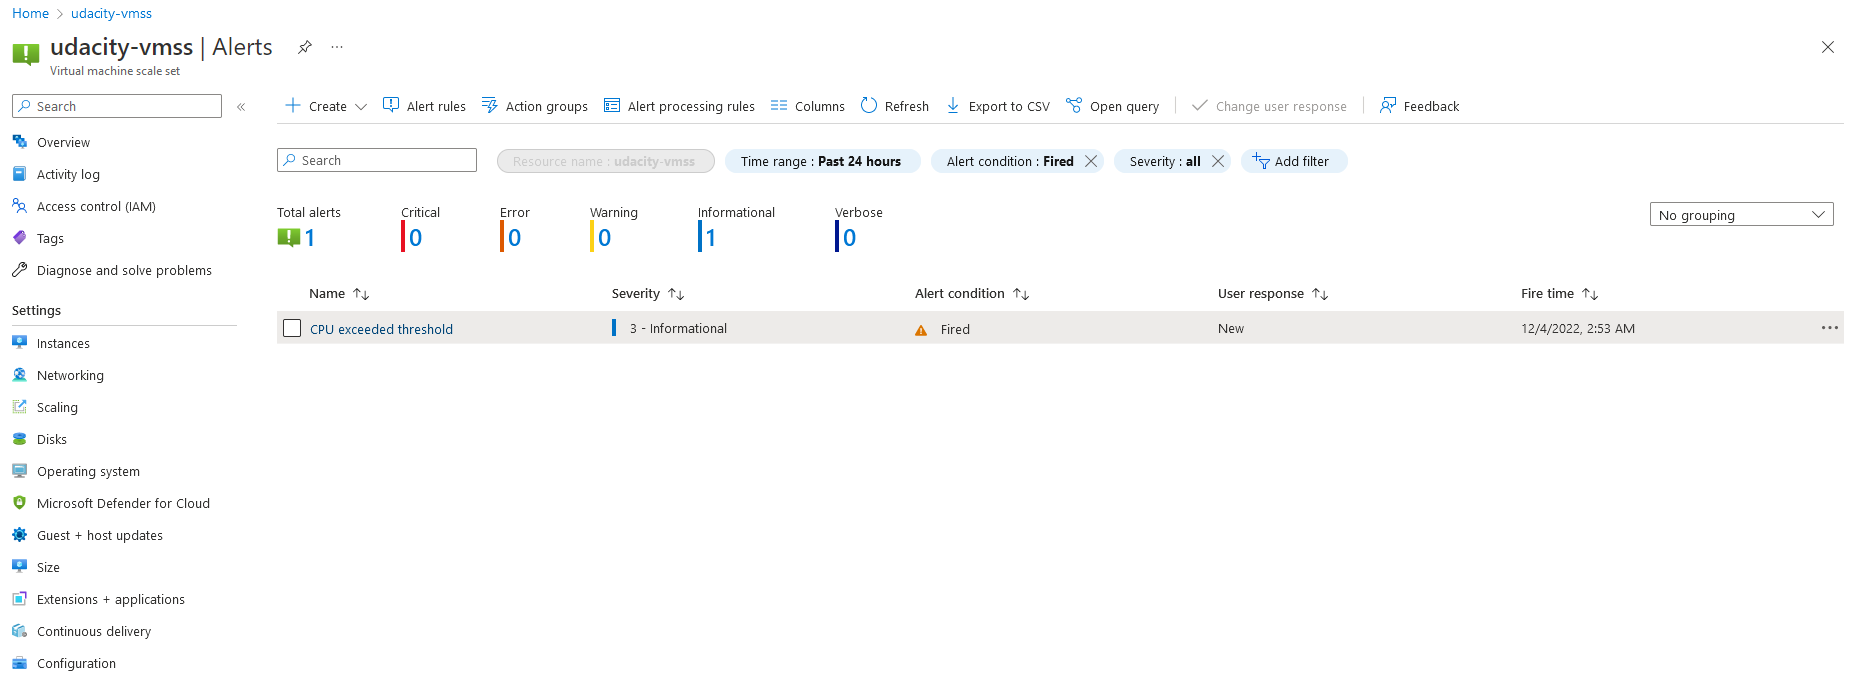 Home > udacity-vmss
udacity-vmss | Alerts
Virtual machine scale set
Search
Overview
Activity log
Access control (IAM)
Tags
Diagnose and solve problems
Settings
Instances
Networking
Scaling
Disks
Operating system
Microsoft Defender for Cloud
Guest + host updates
Size
Extensions + applications
Continuous delivery
Configuration
Create Alert rules Action groups Alert processing rules Columns Refresh Export to CSV Open query Change user response Feedback
Search Resource name : udacity-vmss Time range : Past 24 hours Alert condition : Fired Severity : all Add filter
Total alerts Critical Error Warning Informational Verbose
1 0 0 0 1 0
No grouping
Name Severity Alert condition User response Fire time
CPU exceeded threshold 3 - Informational Fired New 12/4/2022, 2:53 AM